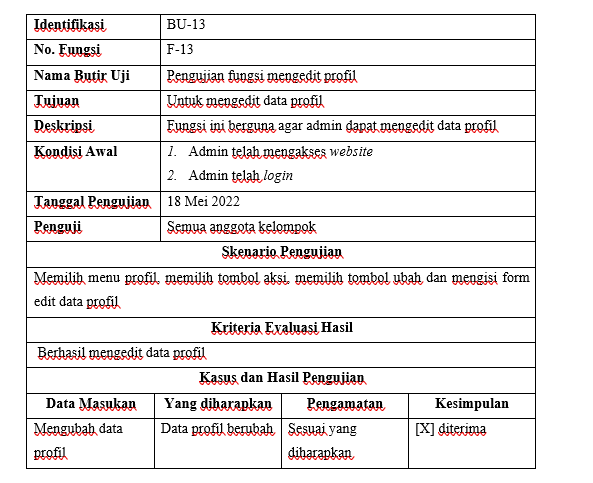 Identifikasi BU-13
No. Fungsi F-13
Nama Butir Uji Pengujian fungsi mengedit profil
Tujuan Untuk mengedit data profil
Deskripsi Fungsi ini berguna agar admin dapat mengedit data profil
Kondisi Awal 1. Admin telah mengakses website
2. Admin telah login
Tanggal Pengujian 18 Mei 2022
Penguji Semua anggota kelompok
Skenario Pengujian
Memilih menu profil, memilih tombol aksi, memilih tombol ubah dan mengisi form
edit data profil
Kriteria Evaluasi Hasil
Berhasil mengedit data profil
Kasus dan Hasil Pengujian
Data Masukan Yang diharapkan Pengamatan Kesimpulan
Mengubah data Data profil berubah Sesuai yang [X] diterima
profil diharapkan